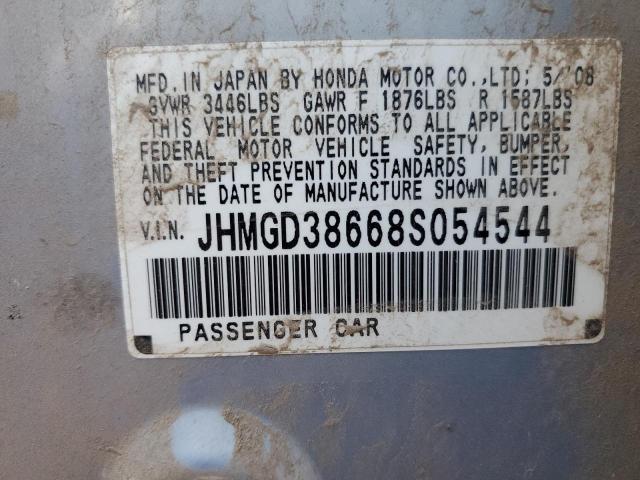 MFD. IN JAPAN BY HONDA MOTOR CO.,LTD; 5/'08
GVWR 3446LBS GAWR F 1876LBS R 1587LBS
THIS VEHICLE CONFORMS TO ALL APPLICABLE
FEDERAL MOTOR VEHICLE SAFETY, BUMPER,
AND THEFT PREVENTION STANDARDS IN EFFECT
ON THE DATE OF MANUFACTURE SHOWN ABOVE.
V.I.N. JHMGD38668S054544
PASSENGER CAR